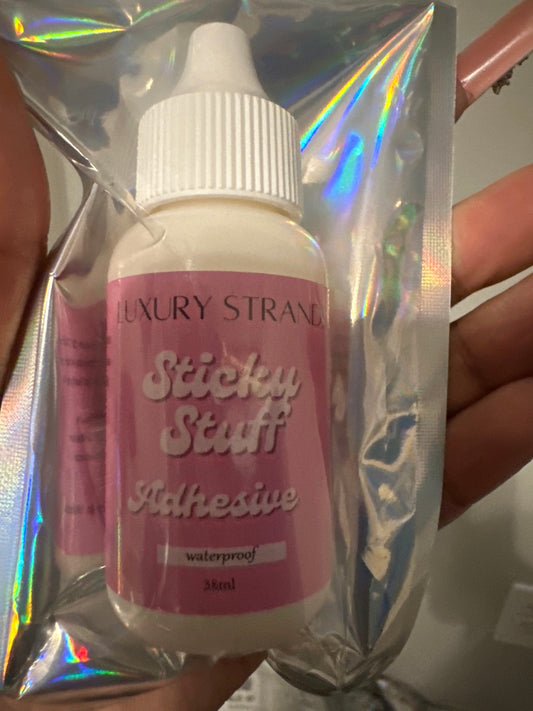 LUXURY STRANDS
Sticky
Stuff
Adhesive
waterproof
38ml